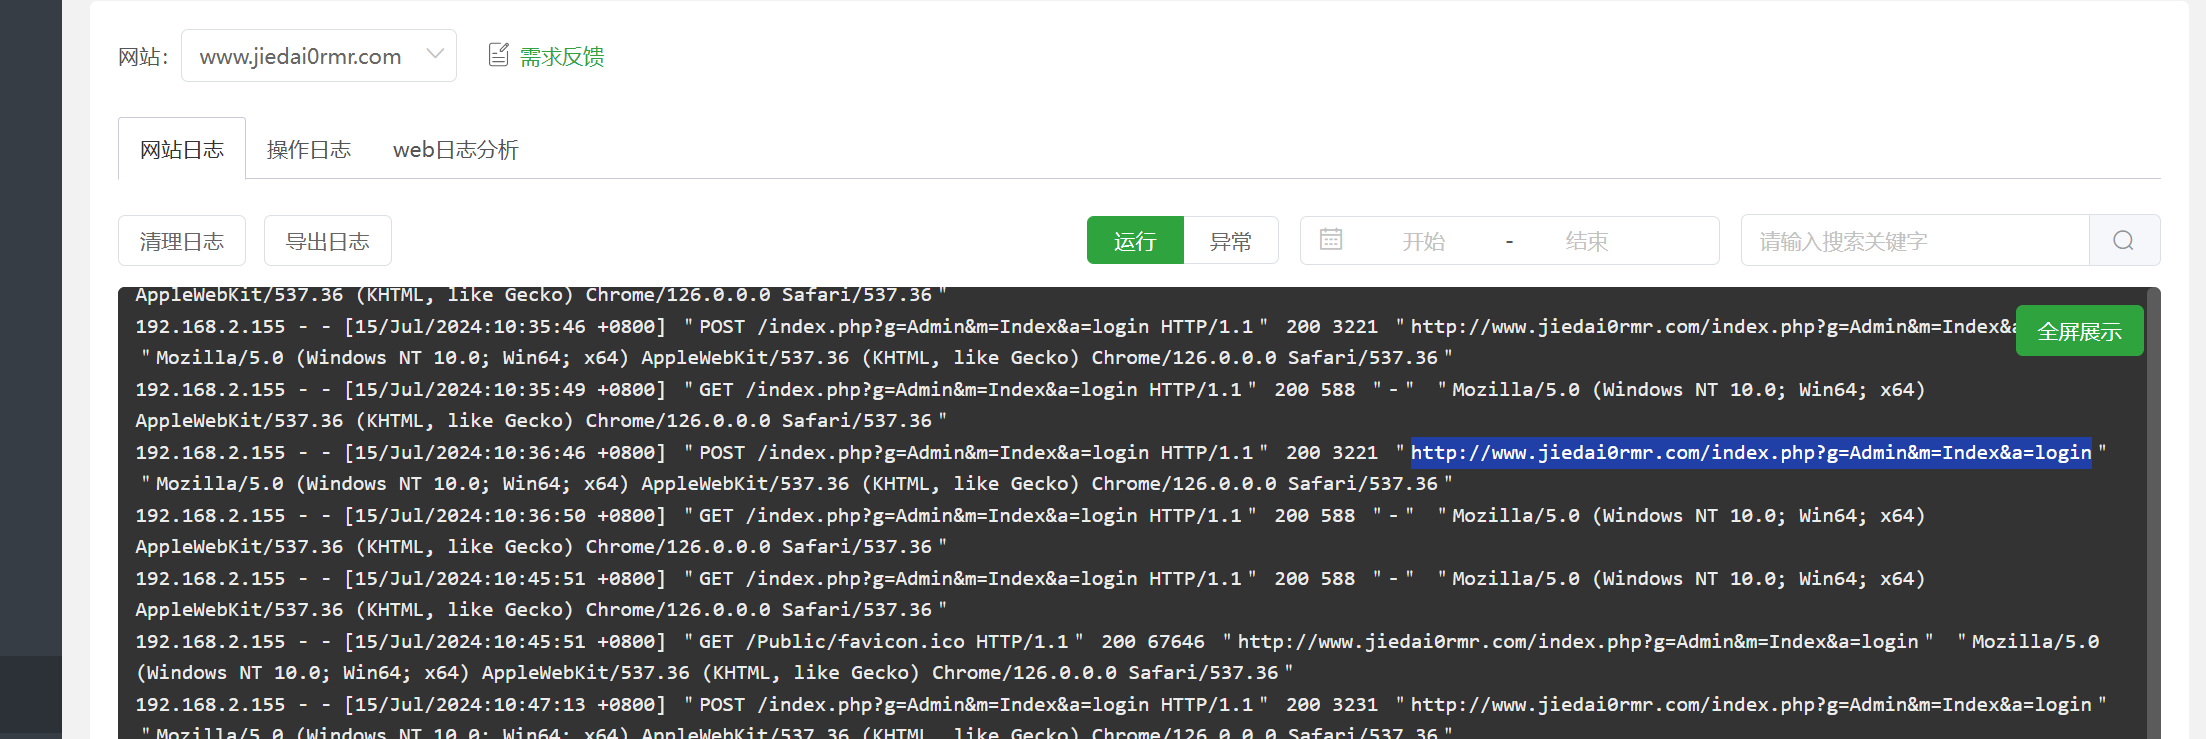 网站: www.jiedai0rmr.com 需求反馈
网站日志 操作日志 web日志分析
清理日志 导出日志 运行 异常 开始 - 结束 请输入搜索关键字
AppleWebKit/537.36 (KHTML, like Gecko) Chrome/126.0.0.0 Safari/537.36"
192.168.2.155 - - [15/Jul/2024:10:35:46 +0800] "POST /index.php?g=Admin&m=Index&a=login HTTP/1.1" 200 3221 "http://www.jiedai0rmr.com/index.php?g=Admin&m=Index&a
全屏展示
"Mozilla/5.0 (Windows NT 10.0; Win64; x64) AppleWebKit/537.36 (KHTML, like Gecko) Chrome/126.0.0.0 Safari/537.36"
192.168.2.155 - - [15/Jul/2024:10:35:49 +0800] "GET /index.php?g=Admin&m=Index&a=login HTTP/1.1" 200 588 "-" "Mozilla/5.0 (Windows NT 10.0; Win64; x64)
AppleWebKit/537.36 (KHTML, like Gecko) Chrome/126.0.0.0 Safari/537.36"
192.168.2.155 - - [15/Jul/2024:10:36:46 +0800] "POST /index.php?g=Admin&m=Index&a=login HTTP/1.1" 200 3221 "http://www.jiedai0rmr.com/index.php?g=Admin&m=Index&a=login"
"Mozilla/5.0 (Windows NT 10.0; Win64; x64) AppleWebKit/537.36 (KHTML, like Gecko) Chrome/126.0.0.0 Safari/537.36"
192.168.2.155 - - [15/Jul/2024:10:36:50 +0800] "GET /index.php?g=Admin&m=Index&a=login HTTP/1.1" 200 588 "-" "Mozilla/5.0 (Windows NT 10.0; Win64; x64)
AppleWebKit/537.36 (KHTML, like Gecko) Chrome/126.0.0.0 Safari/537.36"
192.168.2.155 - - [15/Jul/2024:10:45:51 +0800] "GET /index.php?g=Admin&m=Index&a=login HTTP/1.1" 200 588 "-" "Mozilla/5.0 (Windows NT 10.0; Win64; x64)
AppleWebKit/537.36 (KHTML, like Gecko) Chrome/126.0.0.0 Safari/537.36"
192.168.2.155 - - [15/Jul/2024:10:45:51 +0800] "GET /Public/favicon.ico HTTP/1.1" 200 67646 "http://www.jiedai0rmr.com/index.php?g=Admin&m=Index&a=login" "Mozilla/5.0
(Windows NT 10.0; Win64; x64) AppleWebKit/537.36 (KHTML, like Gecko) Chrome/126.0.0.0 Safari/537.36"
192.168.2.155 - - [15/Jul/2024:10:47:13 +0800] "POST /index.php?g=Admin&m=Index&a=login HTTP/1.1" 200 3231 "http://www.jiedai0rmr.com/index.php?g=Admin&m=Index&a=login"
"Mozilla/5.0 (Windows NT 10.0; Win64; x64) AppleWebKit/537.36 (KHTML, like Gecko) Chrome/126.0.0.0 Safari/537.36"